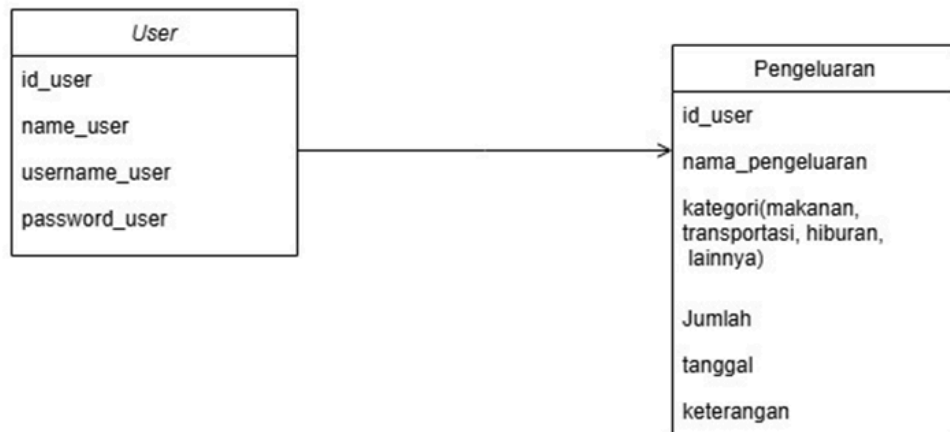 User
id_user
name_user
username_user
password_user
Pengeluaran
id_user
nama_pengeluaran
kategori(makanan,
transportasi, hiburan,
lainnya)
Jumlah
tanggal
keterangan